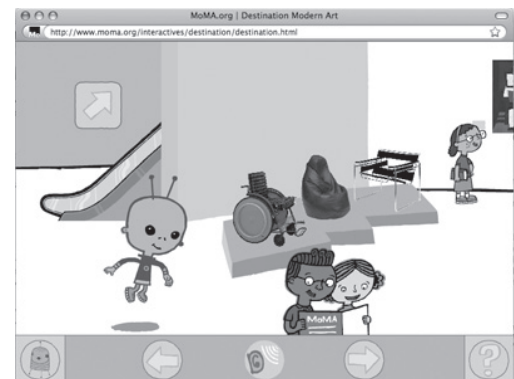 MoMA.org | Destination Modern Art
http://www.moma.org/interactives/destination/destination.html
MoMA
?